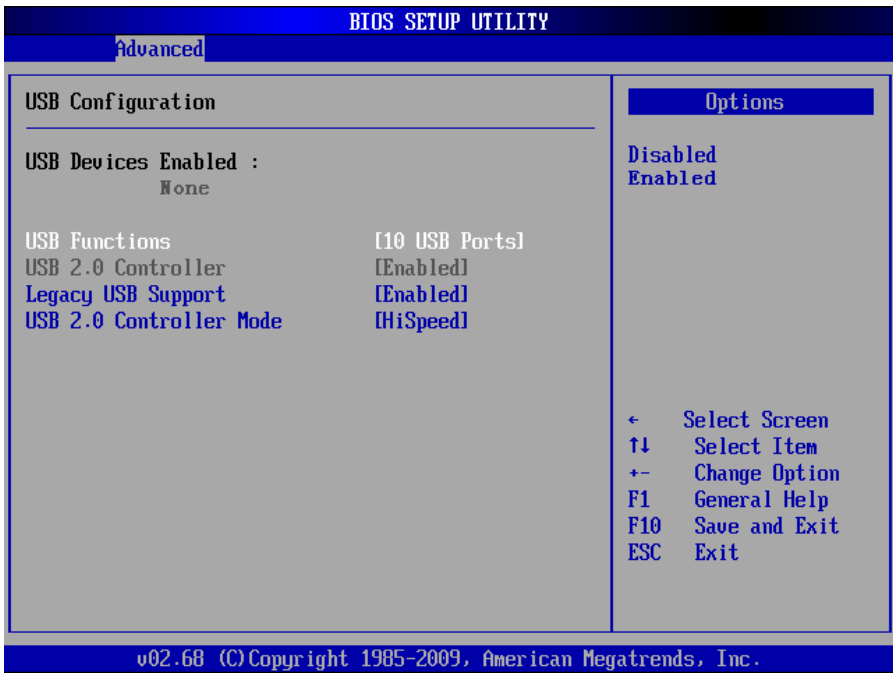 BIOS SETUP UTILITY
Advanced
USB Configuration
USB Devices Enabled :
None
USB Functions [10 USB Ports]
USB 2.0 Controller [Enabled]
Legacy USB Support [Enabled]
USB 2.0 Controller Mode [HiSpeed]
Options
Disabled
Enabled
← Select Screen
↑↓ Select Item
+- Change Option
F1 General Help
F10 Save and Exit
ESC Exit
v02.68 (C)Copyright 1985-2009, American Megatrends, Inc.